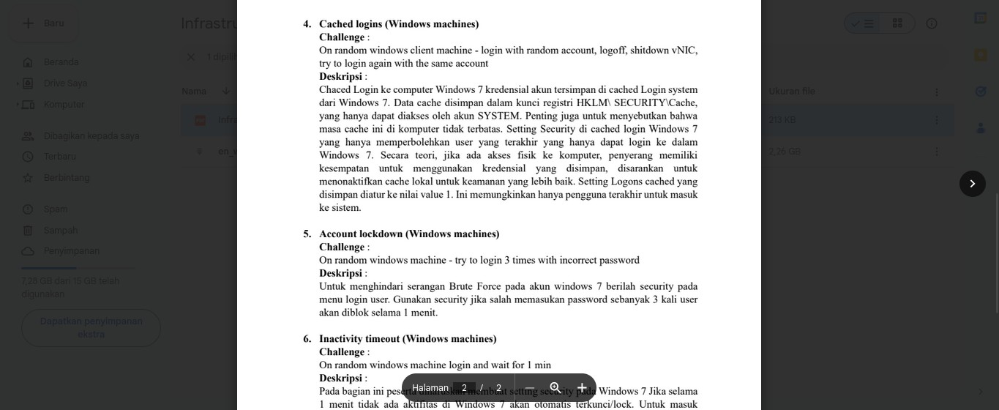 Baru
Infrastru
1 dipilih
Beranda
Drive Saya
Komputer
Dibagikan kepada saya
Terbaru
Berbintang
Spam
Sampah
Penyimpanan
7,28 GB dari 15 GB telah
digunakan
Dapatkan penyimpanan
ekstra
Nama
Ukuran file
Infra
213 KB
en_w
2,26 GB
4. Cached logins (Windows machines)
Challenge :
On random windows client machine - login with random account, logoff, shitdown vNIC,
try to login again with the same account
Deskripsi :
Chaced Login ke computer Windows 7 kredensial akun tersimpan di cached Login system
dari Windows 7. Data cache disimpan dalam kunci registri HKLM\ SECURITY\Cache,
yang hanya dapat diakses oleh akun SYSTEM. Penting juga untuk menyebutkan bahwa
masa cache ini di komputer tidak terbatas. Setting Security di cached login Windows 7
yang hanya memperbolehkan user yang terakhir yang hanya dapat login ke dalam
Windows 7. Secara teori, jika ada akses fisik ke komputer, penyerang memiliki
kesempatan untuk menggunakan kredensial yang disimpan, disarankan untuk
menonaktifkan cache lokal untuk keamanan yang lebih baik. Setting Logons cached yang
disimpan diatur ke nilai value 1. Ini memungkinkan hanya pengguna terakhir untuk masuk
ke sistem.
5. Account lockdown (Windows machines)
Challenge :
On random windows machine - try to login 3 times with incorrect password
Deskripsi :
Untuk menghindari serangan Brute Force pada akun windows 7 berilah security pada
menu login user. Gunakan security jika salah memasukan password sebanyak 3 kali user
akan diblok selama 1 menit.
6. Inactivity timeout (Windows machines)
Challenge :
On random windows machine login and wait for 1 min
Deskripsi :
Pada bagian ini peserta diharuskan membuat setting security pada Windows 7 Jika selama
1 menit tidak ada aktifitas di Windows 7 akan otomatis terkunci/lock. Untuk masuk
Halaman 2 / 2